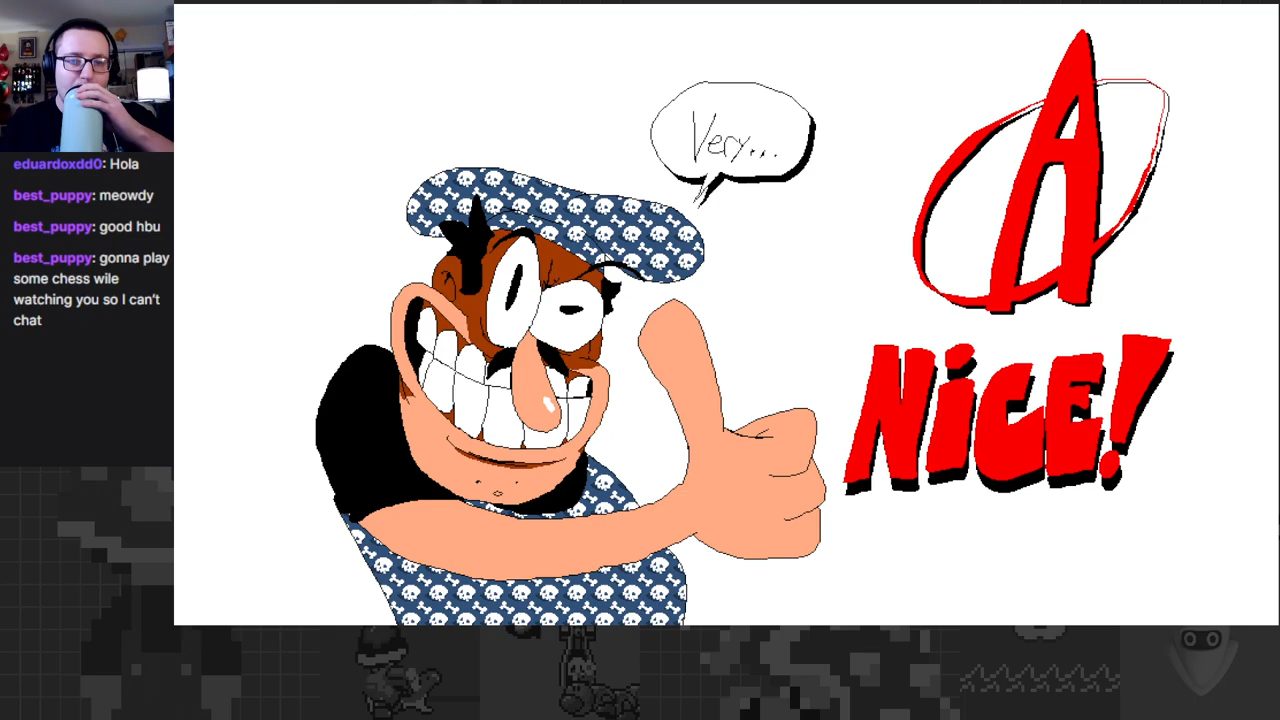 eduardoxdd0: Hola
best_puppy: meowdy
best_puppy: good hbu
best_puppy: gonna play
some chess wile
watching you so I can't
chat
Very...
A
NiCE!